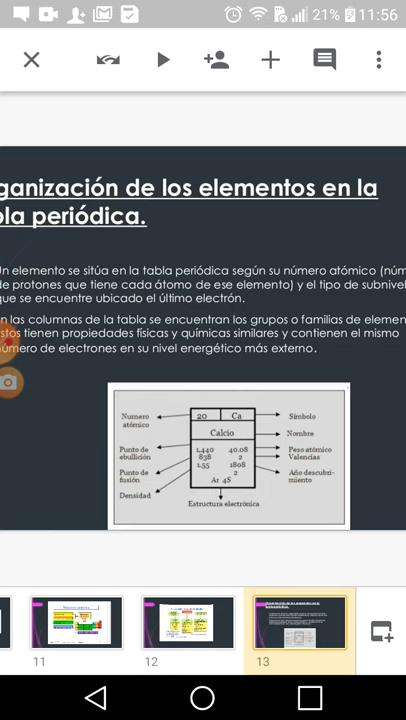 21% 11:56
ganización de los elementos en la
bla periódica.
Un elemento se sitúa en la tabla periódica según su número atómico (núm
de protones que tiene cada átomo de ese elemento) y el tipo de subnivel
que se encuentre ubicado el último electrón.
n las columnas de la tabla se encuentran los grupos o familias de elemen
stos tienen propiedades físicas y químicas similares y contienen el mismo
número de electrones en su nivel energético más externo.
Numero atómico
20 Ca
Símbolo
Calcio
Nombre
Punto de ebullición
1,440 40.08
Peso atómico
838 2
Valencias
Punto de fusión
1.55 1808
Año descubri-
miento
2
Densidad
Ar 4S
Estructura electrónica
11
12
13